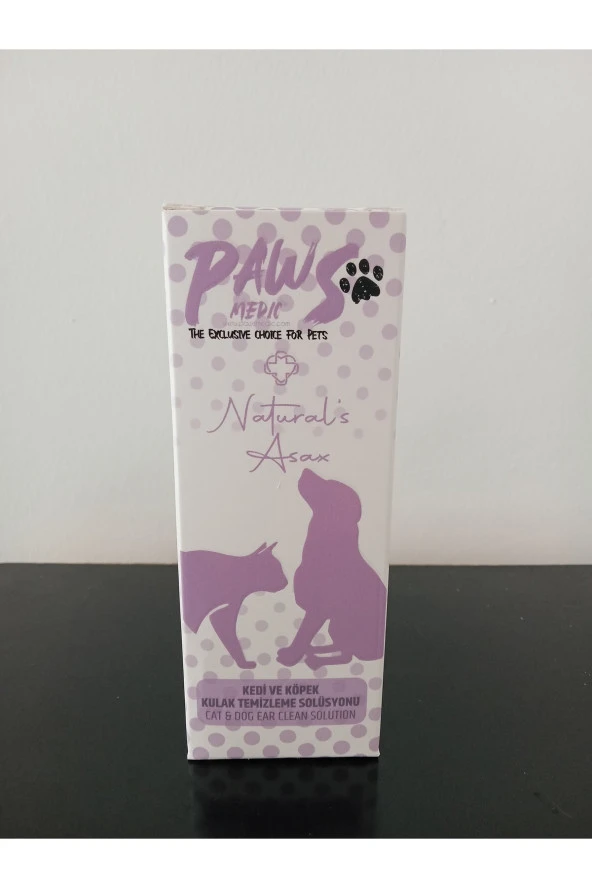 PAWS
MEDIC
THE EXCLUSIVE CHOICE FOR PETS
Natural's
Asax
KEDİ VE KÖPEK
KULAK TEMİZLEME SOLÜSYONU
CAT & DOG EAR CLEAN SOLUTION